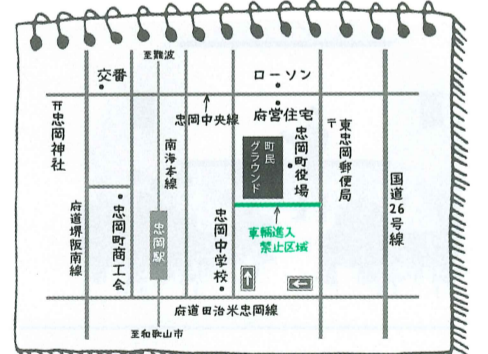 至難波
交番
ローソン
忠岡中央線
府営住宅
忠岡神社
南海本線
町民
グラウンド
忠岡町役場
〒東忠岡郵便局
国道26号線
府道堺阪南線
忠岡町商工会
忠岡駅
忠岡中学校
車輌進入
禁止区域
府道田治米忠岡線
至和歌山市